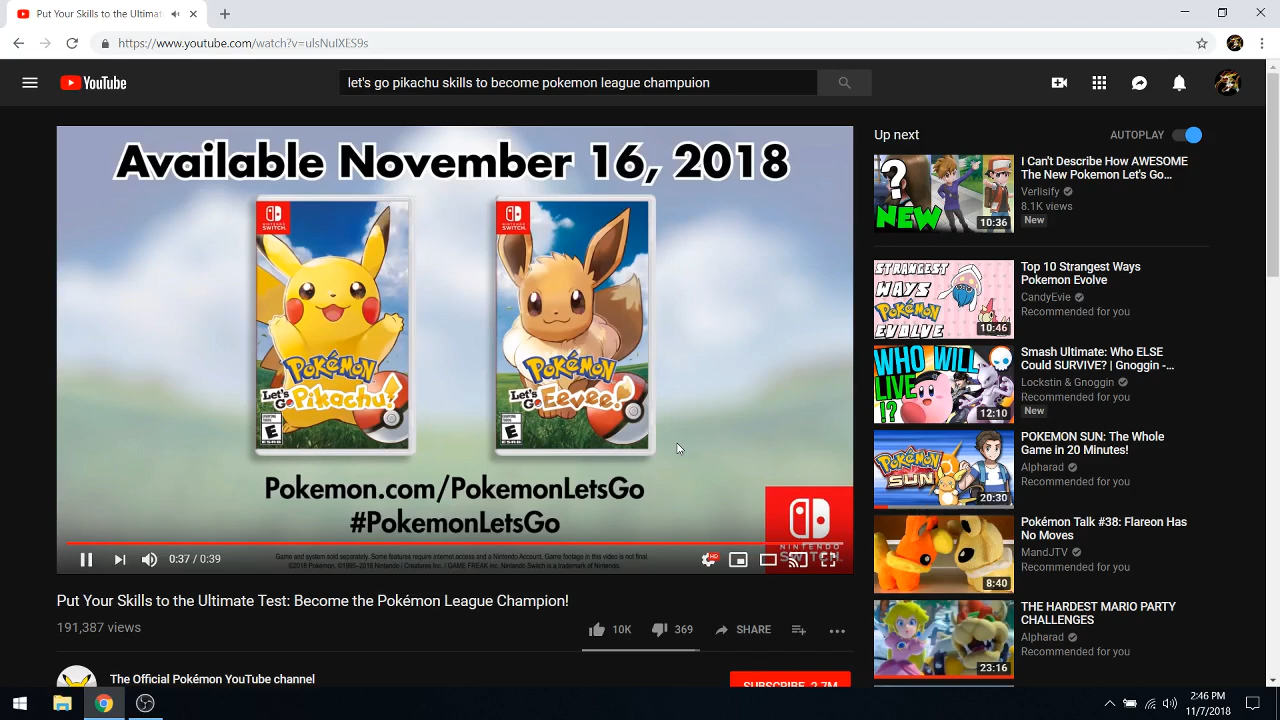 Put Your Skills to the Ultimat
https://www.youtube.com/watch?v=ulsNuIXES9s
YouTube
let's go pikachu skills to become pokemon league champuion
Available November 16, 2018
NINTENDO
SWITCH
Pokémon
Let's Go Pikachu!
E
ESRB
NINTENDO
SWITCH
Pokémon
Let's Go Eevee!
E
ESRB
Pokemon.com/PokemonLetsGo
#PokemonLetsGo
NINTENDO
SWITCH
0:37 / 0:39
HD
Game and system sold separately. Some features require internet access and a Nintendo Account. Game footage in this video is not final.
©2018 Pokémon. ©1995–2018 Nintendo / Creatures Inc. / GAME FREAK inc. Nintendo Switch is a trademark of Nintendo.
Put Your Skills to the Ultimate Test: Become the Pokémon League Champion!
191,387 views
10K
369
SHARE
The Official Pokémon YouTube channel
SUBSCRIBE 2.7M
Up next
AUTOPLAY
?
NEW
10:36
I Can't Describe How AWESOME
The New Pokemon Let's Go...
Verlisify
8.1K views
New
STRANGEST
WAYS
POKÉMON
EVOLVE
10:46
Top 10 Strangest Ways
Pokemon Evolve
CandyEvie
Recommended for you
WHO WILL
LIVE
!?
12:10
Smash Ultimate: Who ELSE
Could SURVIVE? | Gnoggin -...
Lockstin & Gnoggin
Recommended for you
New
Pokémon
SUN
20:30
POKEMON SUN: The Whole
Game in 20 Minutes!
Alpharad
Recommended for you
8:40
Pokémon Talk #38: Flareon Has
No Moves
MandJTV
Recommended for you
23:16
THE HARDEST MARIO PARTY
CHALLENGES
Alpharad
Recommended for you
2:46 PM
11/7/2018